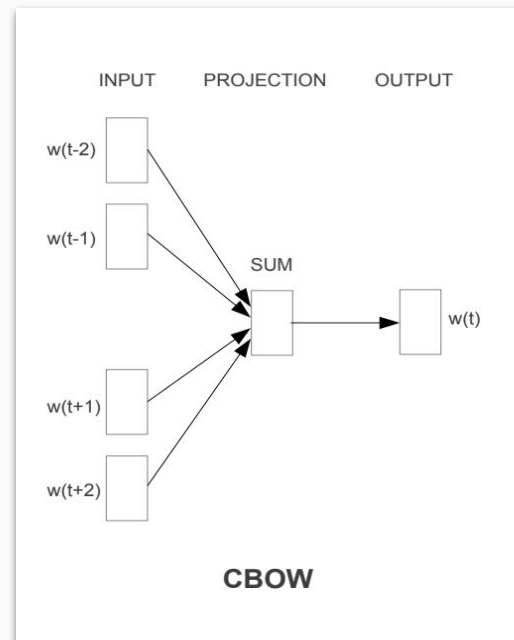 INPUT PROJECTION OUTPUT
w(t-2)
w(t-1)
SUM
w(t)
w(t+1)
w(t+2)
CBOW